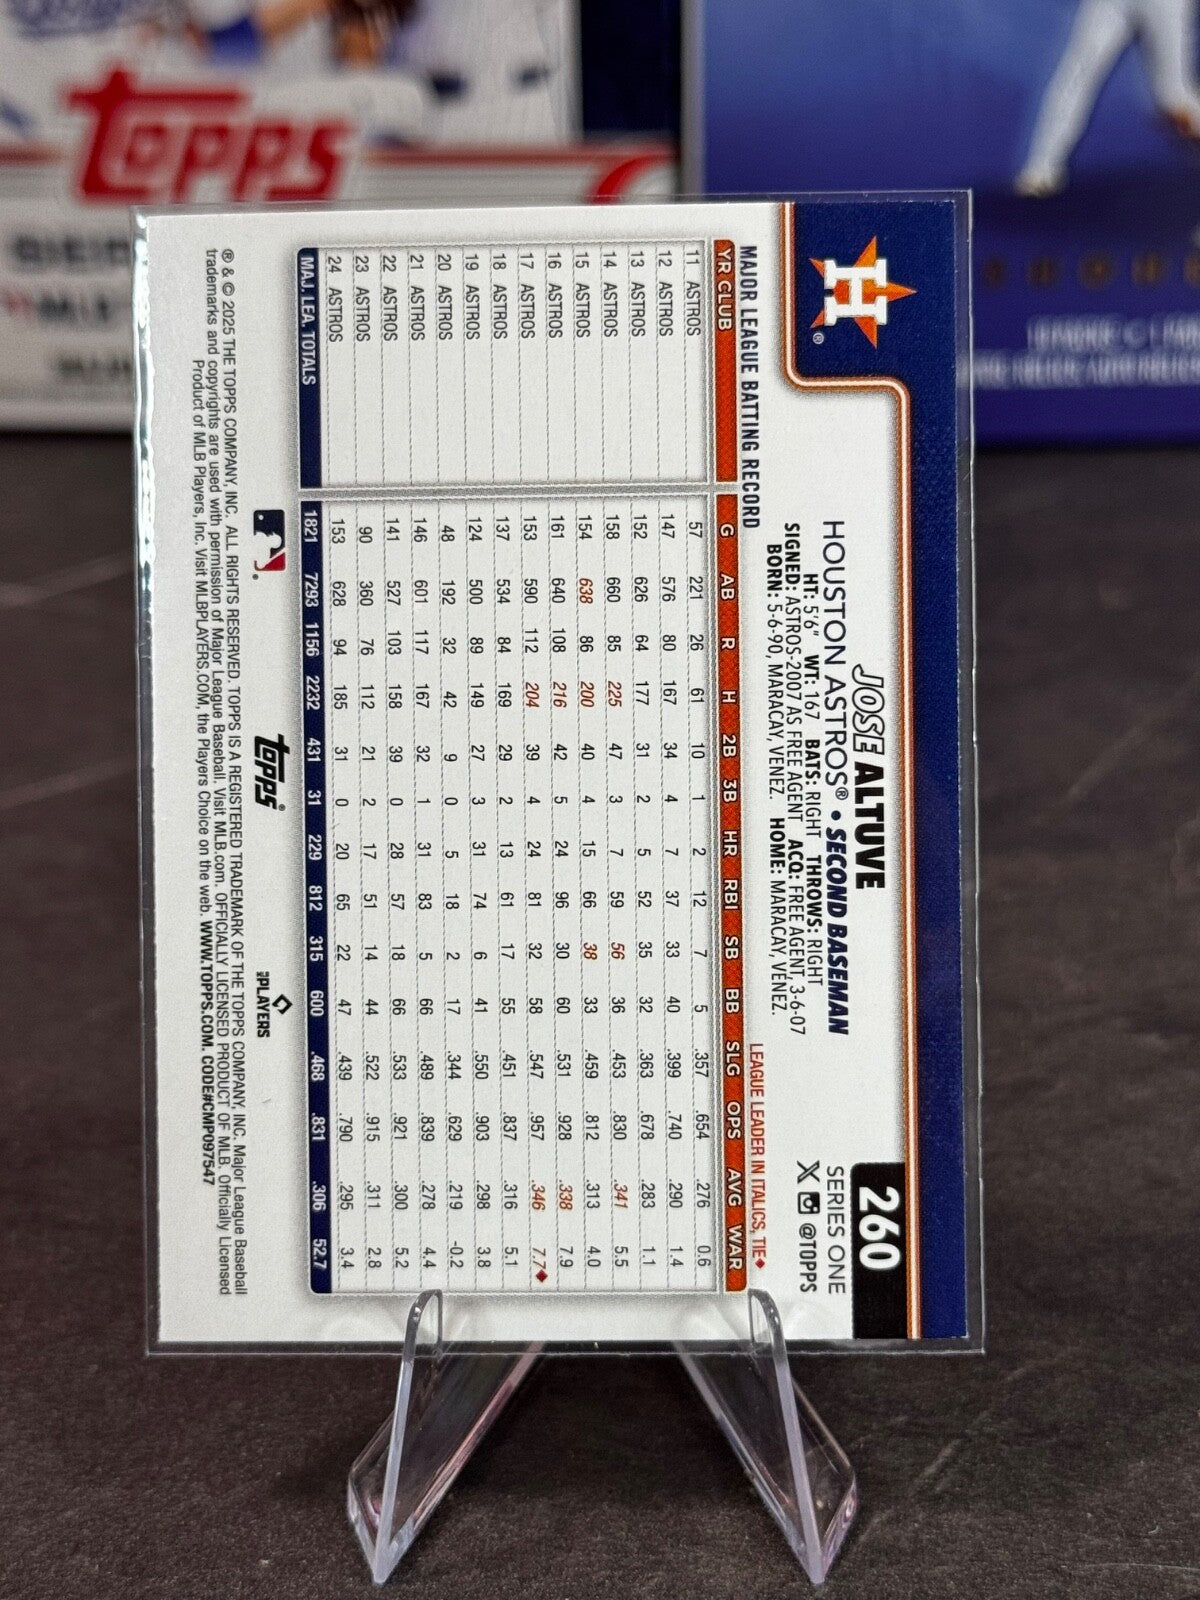 TOPPS
260
SERIES ONE
@TOPPS
JOSE ALTUVE
HOUSTON ASTROS® • SECOND BASEMAN
HT: 5'6" WT: 167 BATS: RIGHT THROWS: RIGHT
SIGNED: ASTROS-2007 AS FREE AGENT ACQ: FREE AGENT, 3-6-07
BORN: 5-6-90, MARACAY, VENEZ. HOME: MARACAY, VENEZ.
H®
MAJOR LEAGUE BATTING RECORD LEAGUE LEADER IN ITALICS, TIE♦
YR CLUB G AB R H 2B 3B HR RBI SB BB SLG OPS AVG WAR
11 ASTROS 57 221 26 61 10 1 2 12 7 5 .357 .654 .276 0.6
12 ASTROS 147 576 80 167 34 4 7 37 33 40 .399 .740 .290 1.4
13 ASTROS 152 626 64 177 31 2 5 52 35 32 .363 .678 .283 1.1
14 ASTROS 158 660 85 225 47 3 7 59 56 36 .453 .830 .341 5.5
15 ASTROS 154 638 86 200 40 4 15 66 38 33 .459 .812 .313 4.0
16 ASTROS 161 640 108 216 42 5 24 96 30 60 .531 .928 .338 7.9
17 ASTROS 153 590 112 204 39 4 24 81 32 58 .547 .957 .346 7.7♦
18 ASTROS 137 534 84 169 29 2 13 61 17 55 .451 .837 .316 5.1
19 ASTROS 124 500 89 149 27 3 31 74 6 41 .550 .903 .298 3.8
20 ASTROS 48 192 32 42 9 0 5 18 2 17 .344 .629 .219 -0.2
21 ASTROS 146 601 117 167 32 1 31 83 5 66 .489 .839 .278 4.4
22 ASTROS 141 527 103 158 39 0 28 57 18 66 .533 .921 .300 5.2
23 ASTROS 90 360 76 112 21 2 17 51 14 44 .522 .915 .311 2.8
24 ASTROS 153 628 94 185 31 0 20 65 22 47 .439 .790 .295 3.4
MAJ. LEA. TOTALS 1821 7293 1156 2232 431 31 229 812 315 600 .468 .831 .306 52.7
topps®
PLAYERS
® & © 2025 THE TOPPS COMPANY, INC. ALL RIGHTS RESERVED. TOPPS IS A REGISTERED TRADEMARK OF THE TOPPS COMPANY, INC. Major League Baseball
trademarks and copyrights are used with permission of Major League Baseball. Visit MLB.com. OFFICIALLY LICENSED PRODUCT OF MLB. Officially Licensed
Product of MLB Players, Inc. Visit MLBPLAYERS.COM, the Players Choice on the web. WWW.TOPPS.COM. CODE#CMP097547